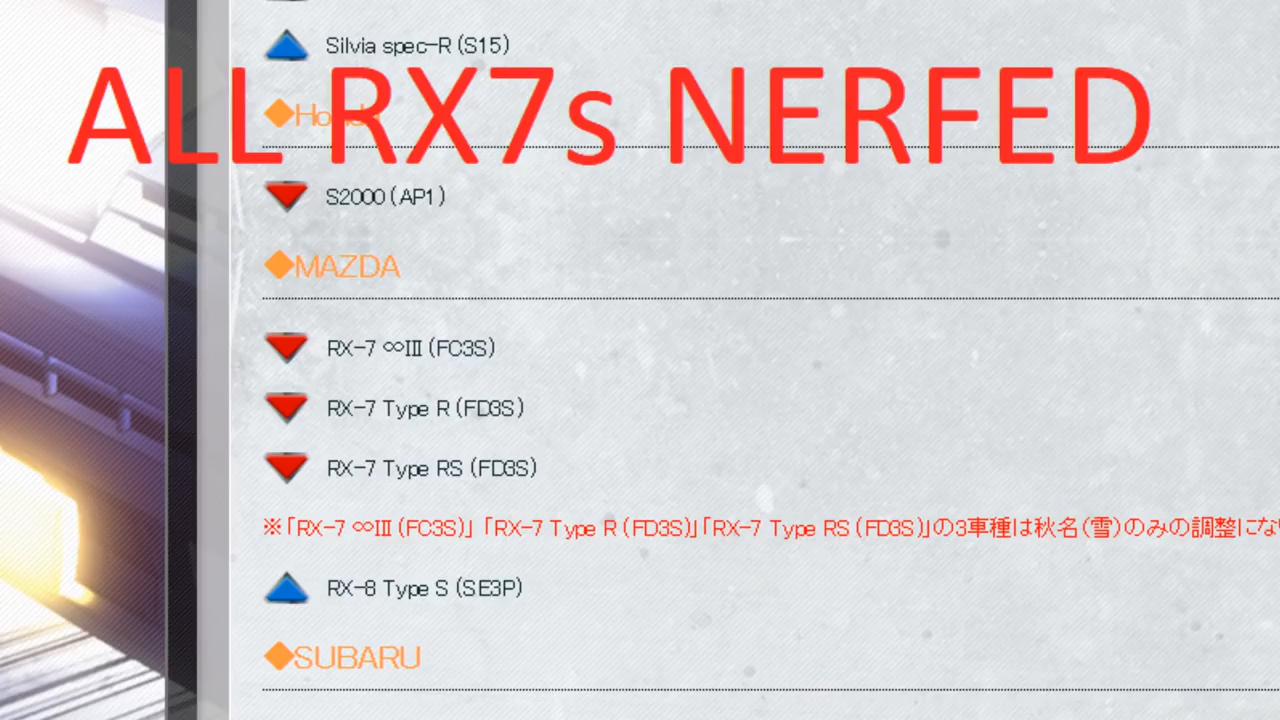 Silvia spec-R (S15)
ALL RX7s NERFED
◆Honda
S2000 (AP1)
◆MAZDA
RX-7 ∞III (FC3S)
RX-7 Type R (FD3S)
RX-7 Type RS (FD3S)
※「RX-7 ∞III (FC3S)」「RX-7 Type R (FD3S)」「RX-7 Type RS (FD3S)」の3車種は秋名(雪)のみの調整にな
RX-8 Type S (SE3P)
◆SUBARU